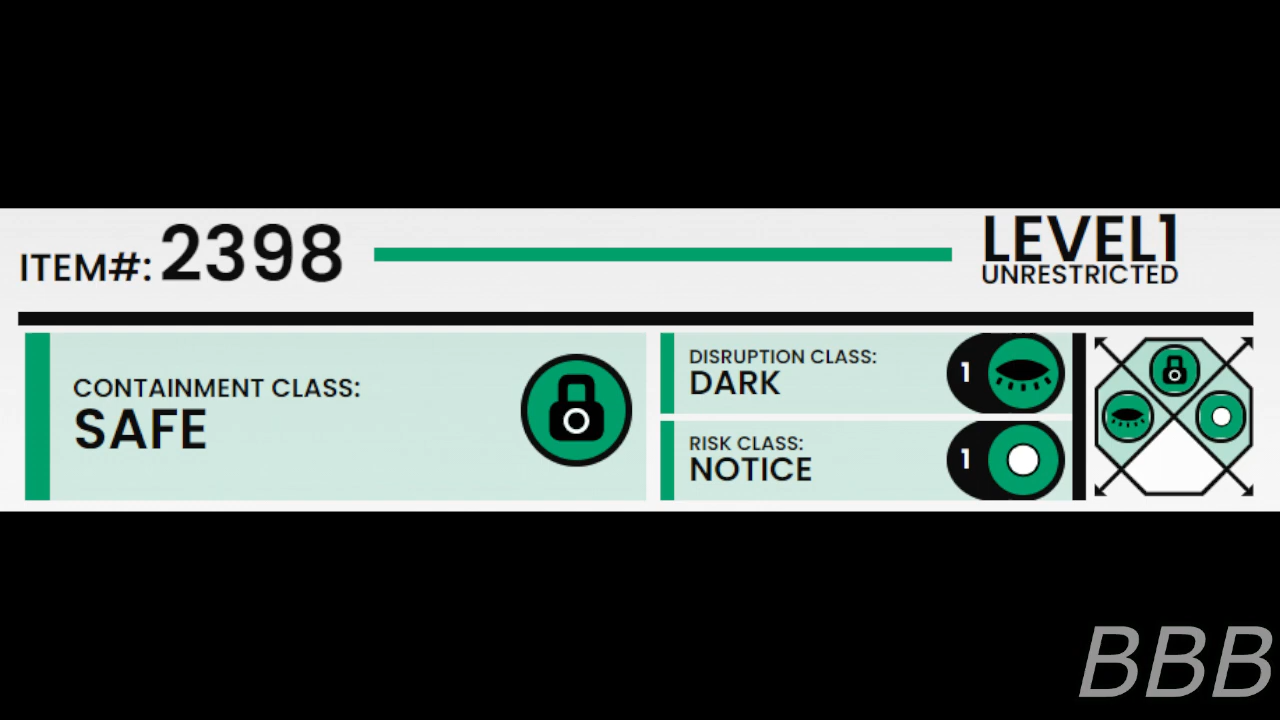 ITEM#: 2398
LEVEL1
UNRESTRICTED
CONTAINMENT CLASS:
SAFE
DISRUPTION CLASS:
DARK
1
RISK CLASS:
NOTICE
1
BBB